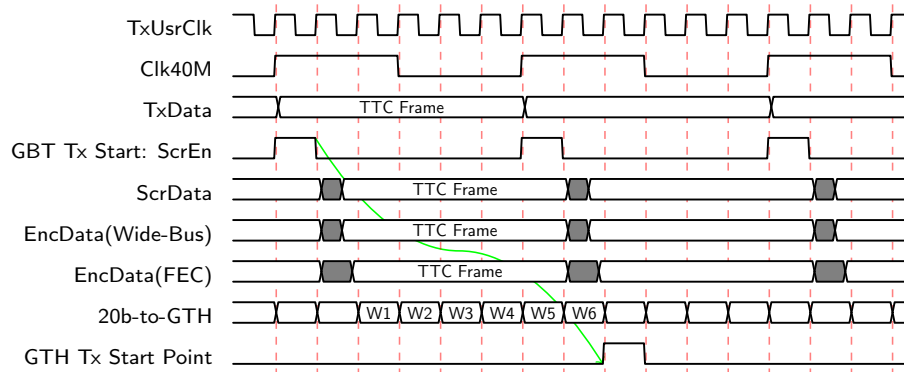 TxUsrClk
Clk40M
TxData TTC Frame
GBT Tx Start: ScrEn
ScrData TTC Frame
EncData(Wide-Bus) TTC Frame
EncData(FEC) TTC Frame
20b-to-GTH W1 W2 W3 W4 W5 W6
GTH Tx Start Point